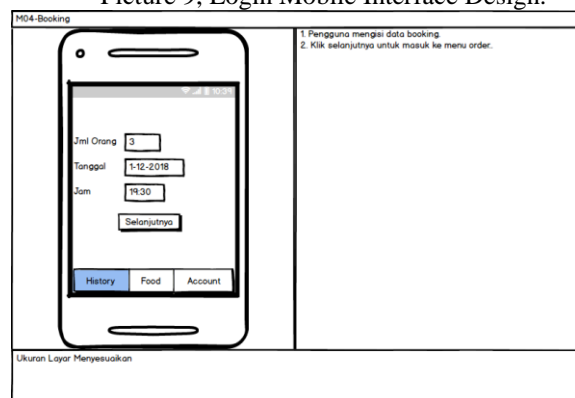 Picture 9, Login Mobile Interface Design.
M04-Booking
1. Pengguna mengisi data booking.
2. Klik selanjutnya untuk masuk ke menu order.
10:39
Jml Orang 3
Tanggal 1-12-2018
Jam 19:30
Selanjutnya
History Food Account
Ukuran Layar Menyesuaikan